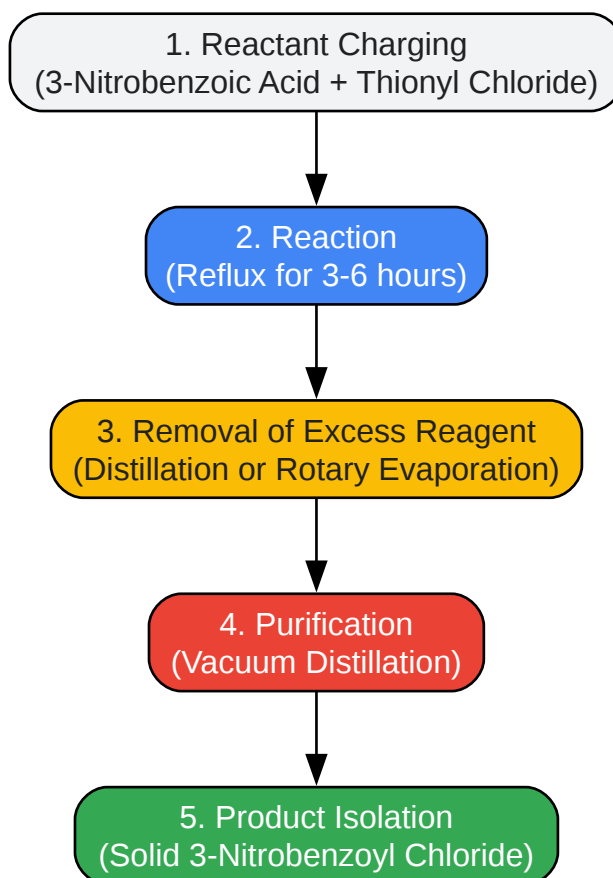 1. Reactant Charging
(3-Nitrobenzoic Acid + Thionyl Chloride)
2. Reaction
(Reflux for 3-6 hours)
3. Removal of Excess Reagent
(Distillation or Rotary Evaporation)
4. Purification
(Vacuum Distillation)
5. Product Isolation
(Solid 3-Nitrobenzoyl Chloride)